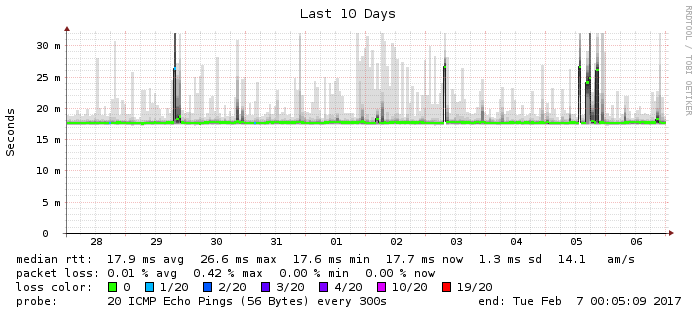 Last 10 Days
RRDTOOL / TOBI OETIKER
Seconds
30 m
25 m
20 m
15 m
10 m
5 m
0
28 29 30 31 01 02 03 04 05 06
median rtt: 17.9 ms avg 26.6 ms max 17.6 ms min 17.7 ms now 1.3 ms sd 14.1 am/s
packet loss: 0.01 % avg 0.42 % max 0.00 % min 0.00 % now
loss color: 0 1/20 2/20 3/20 4/20 10/20 19/20
probe: 20 ICMP Echo Pings (56 Bytes) every 300s end: Tue Feb 7 00:05:09 2017